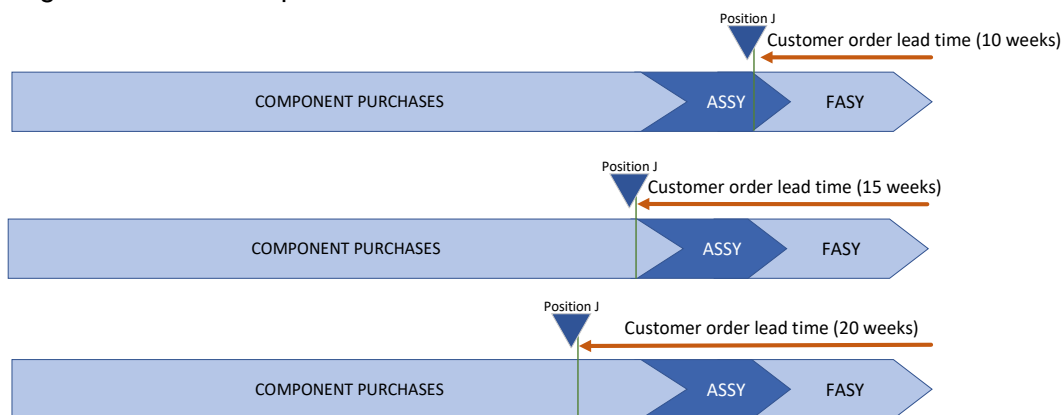 Position J
Customer order lead time (10 weeks)
COMPONENT PURCHASES ASSY FASY
Position J
Customer order lead time (15 weeks)
COMPONENT PURCHASES ASSY FASY
Position J
Customer order lead time (20 weeks)
COMPONENT PURCHASES ASSY FASY